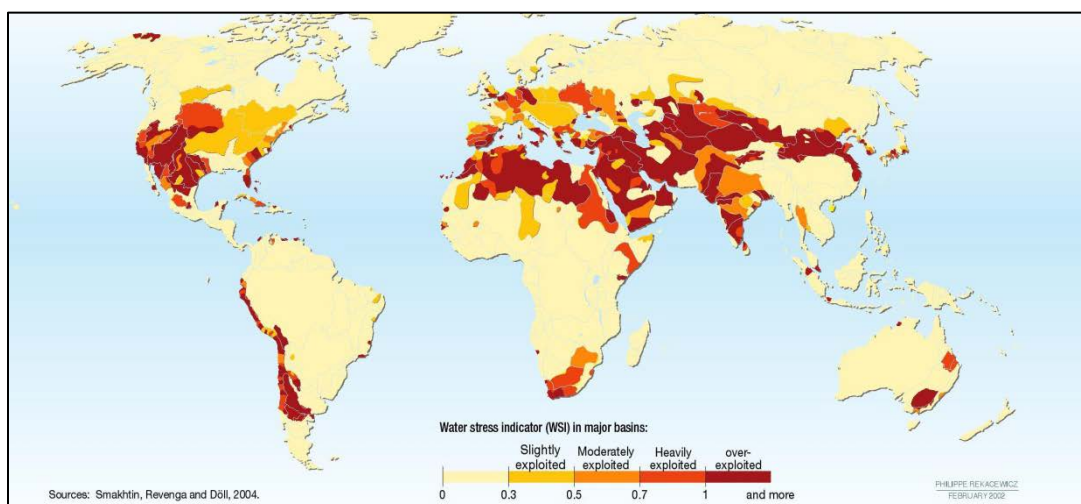 Water stress indicator (WSI) in major basins:
Slightly exploited
Moderately exploited
Heavily exploited
over-exploited
0 0.3 0.5 0.7 1 and more
Sources: Smakhtin, Revenga and Döll, 2004.
PHILIPPE REKACEWICZ
FEBRUARY 2002